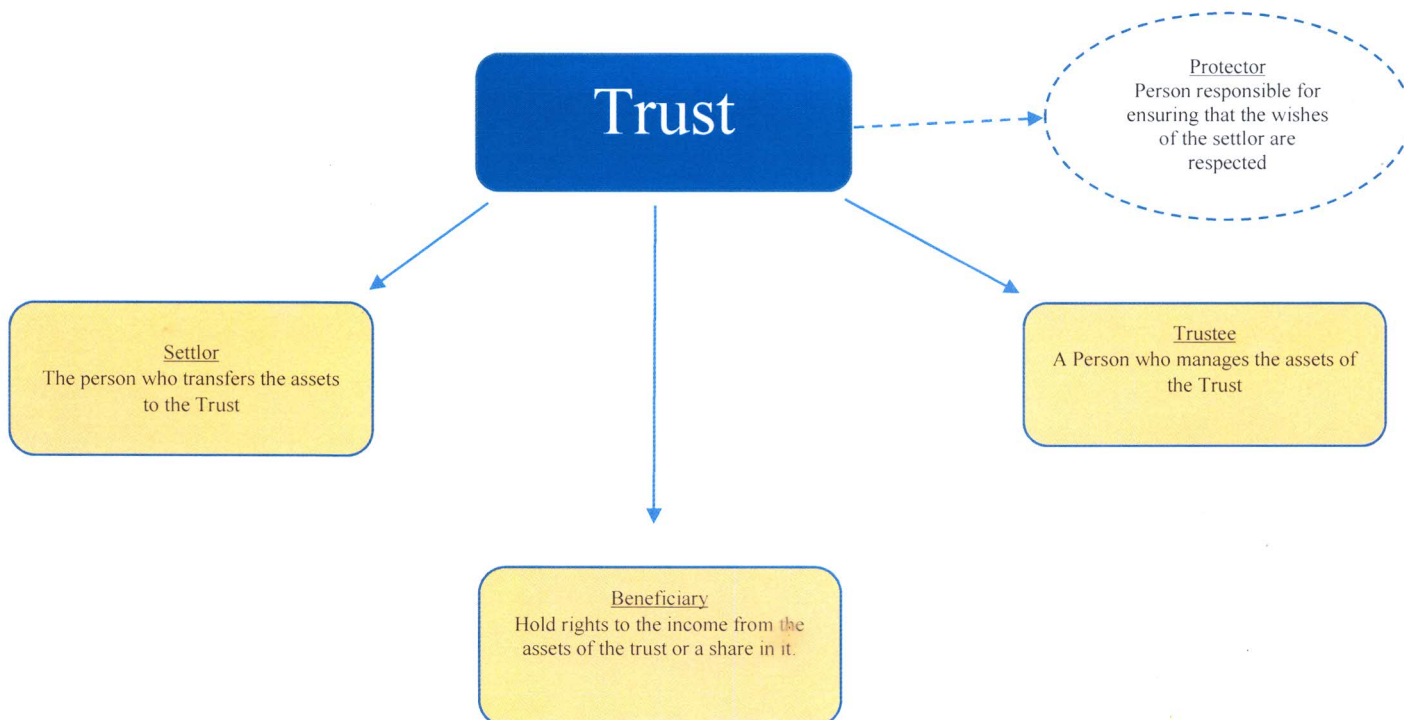 Trust
Protector
Person responsible for
ensuring that the wishes
of the settlor are
respected
Settlor
The person who transfers the assets
to the Trust
Trustee
A Person who manages the assets of
the Trust
Beneficiary
Hold rights to the income from the
assets of the trust or a share in it.